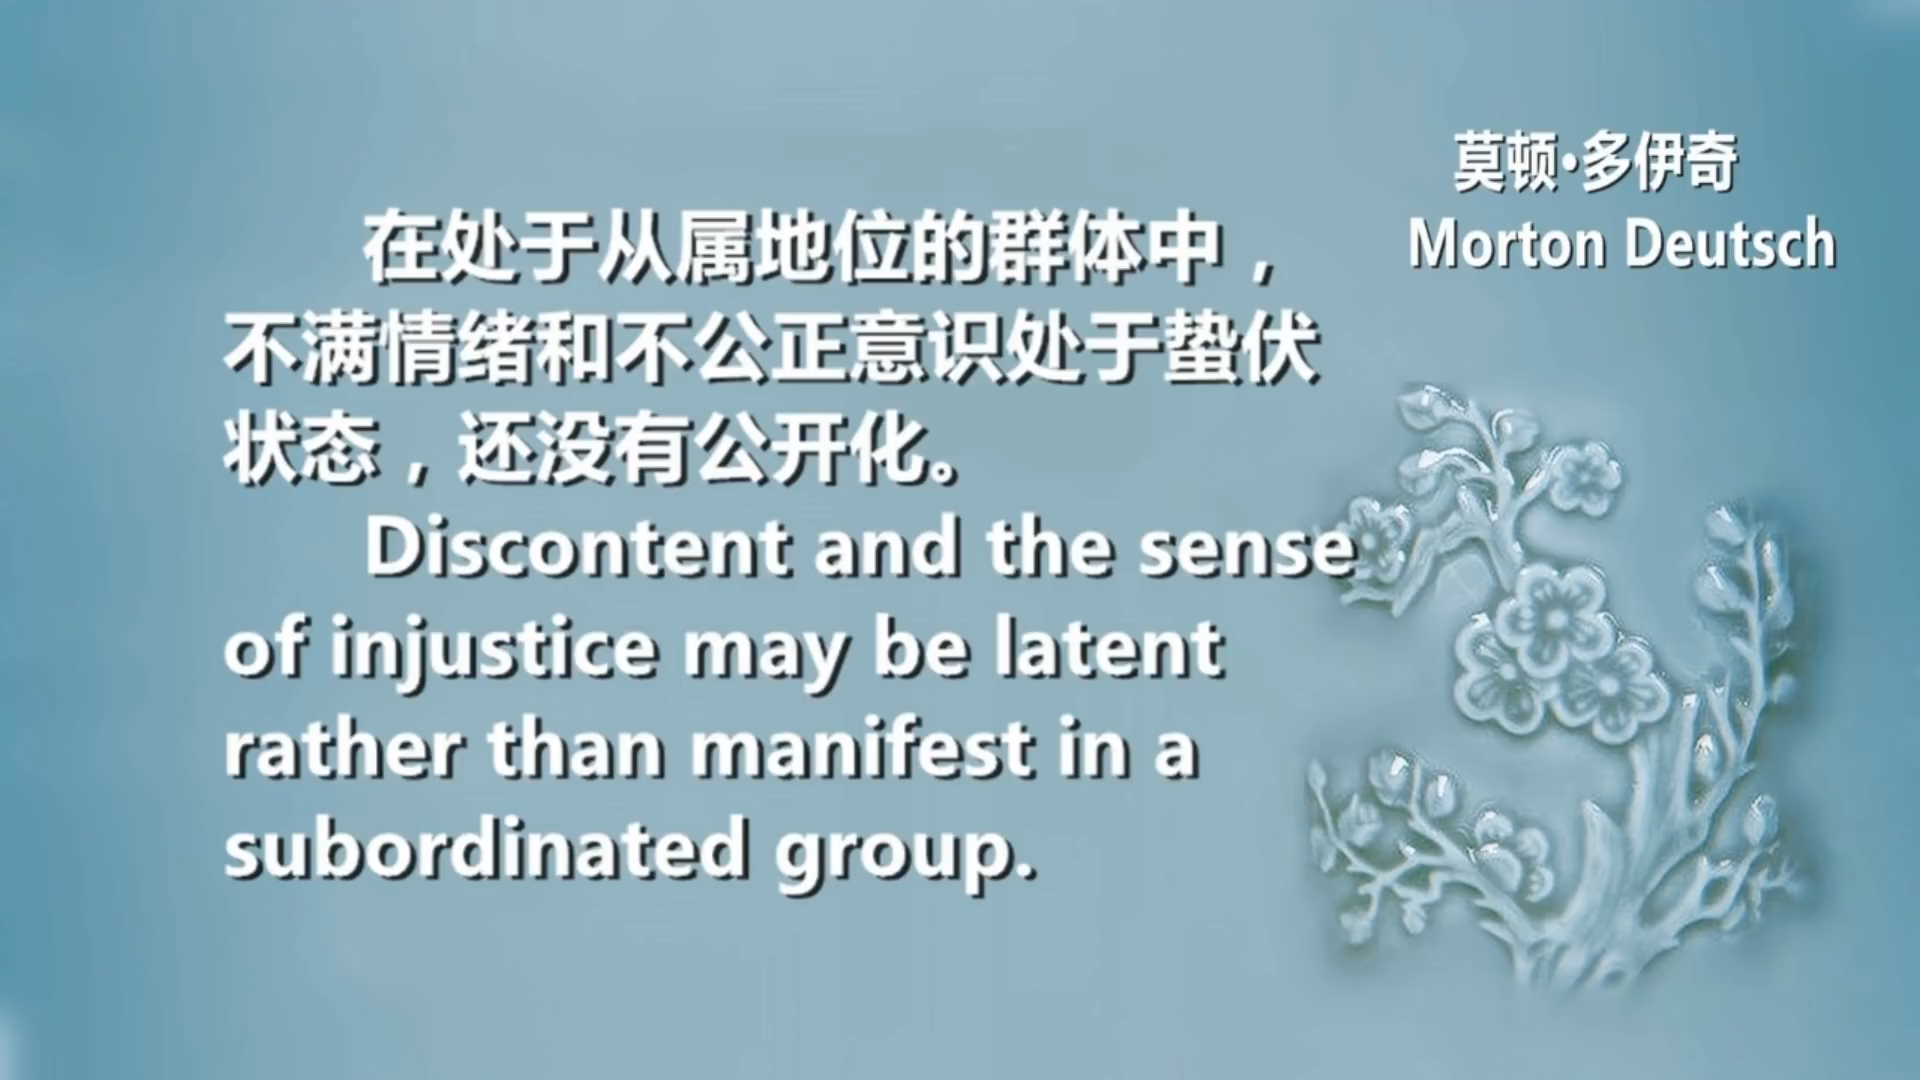 莫顿·多伊奇
Morton Deutsch
在处于从属地位的群体中，
不满情绪和不公正意识处于蛰伏
状态，还没有公开化。
Discontent and the sense
of injustice may be latent
rather than manifest in a
subordinated group.